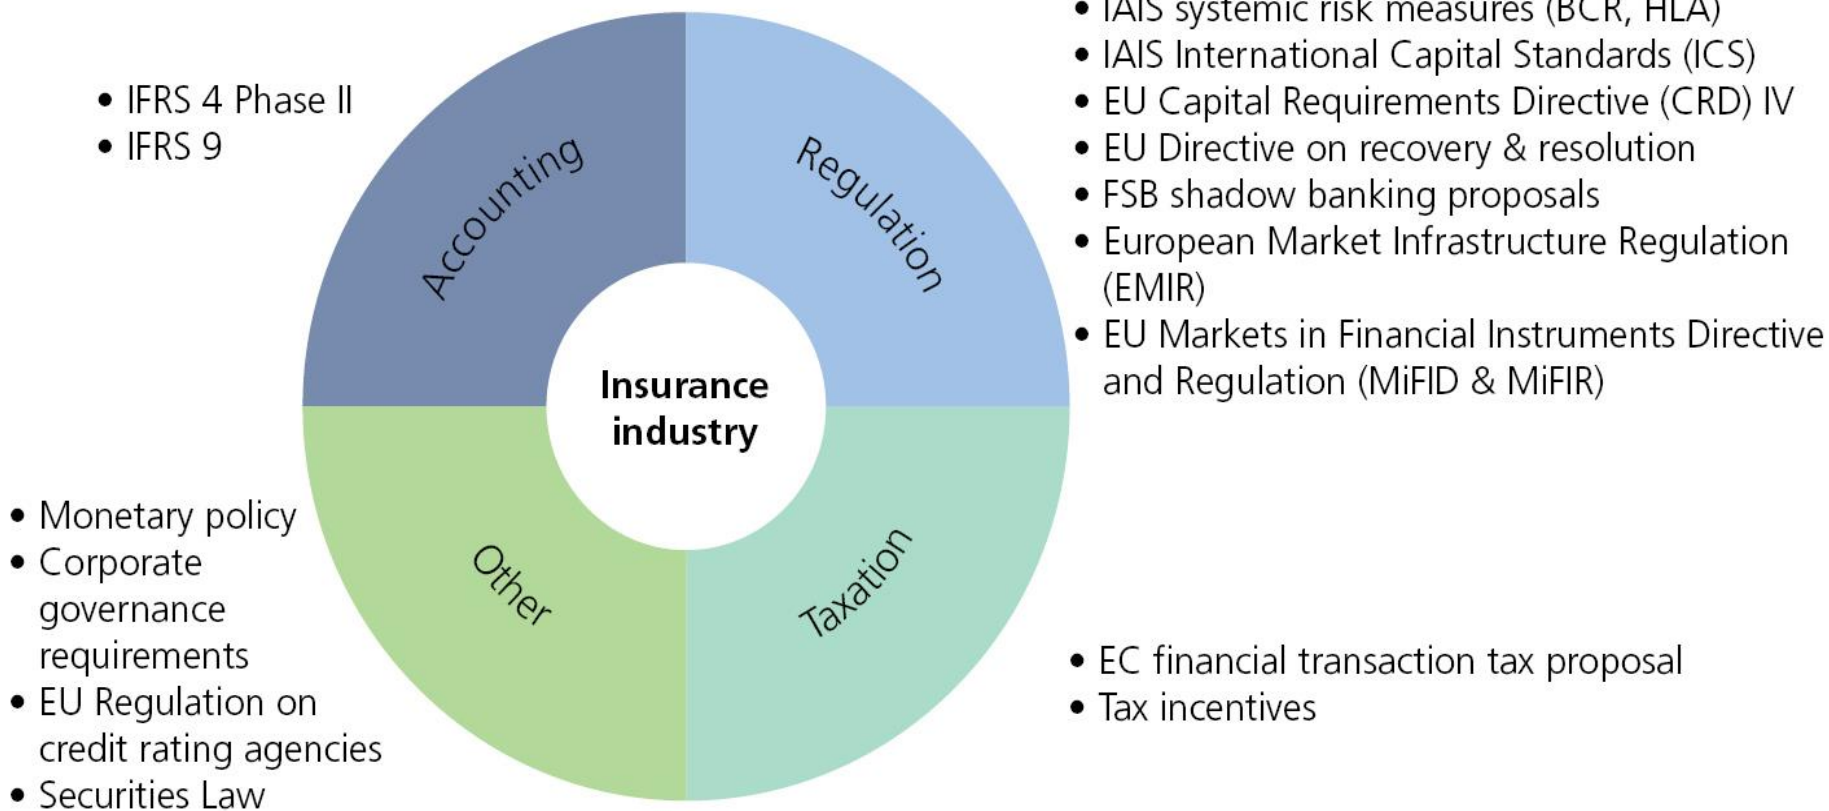 • IAIS systemic risk measures (BCR, HLA)
• IAIS International Capital Standards (ICS)
• EU Capital Requirements Directive (CRD) IV
• EU Directive on recovery & resolution
• FSB shadow banking proposals
• European Market Infrastructure Regulation
(EMIR)
• EU Markets in Financial Instruments Directive
and Regulation (MiFID & MiFIR)
• IFRS 4 Phase II
• IFRS 9
Accounting
Regulation
Insurance
industry
Other
Taxation
• Monetary policy
• Corporate
governance
requirements
• EU Regulation on
credit rating agencies
• Securities Law
• EC financial transaction tax proposal
• Tax incentives